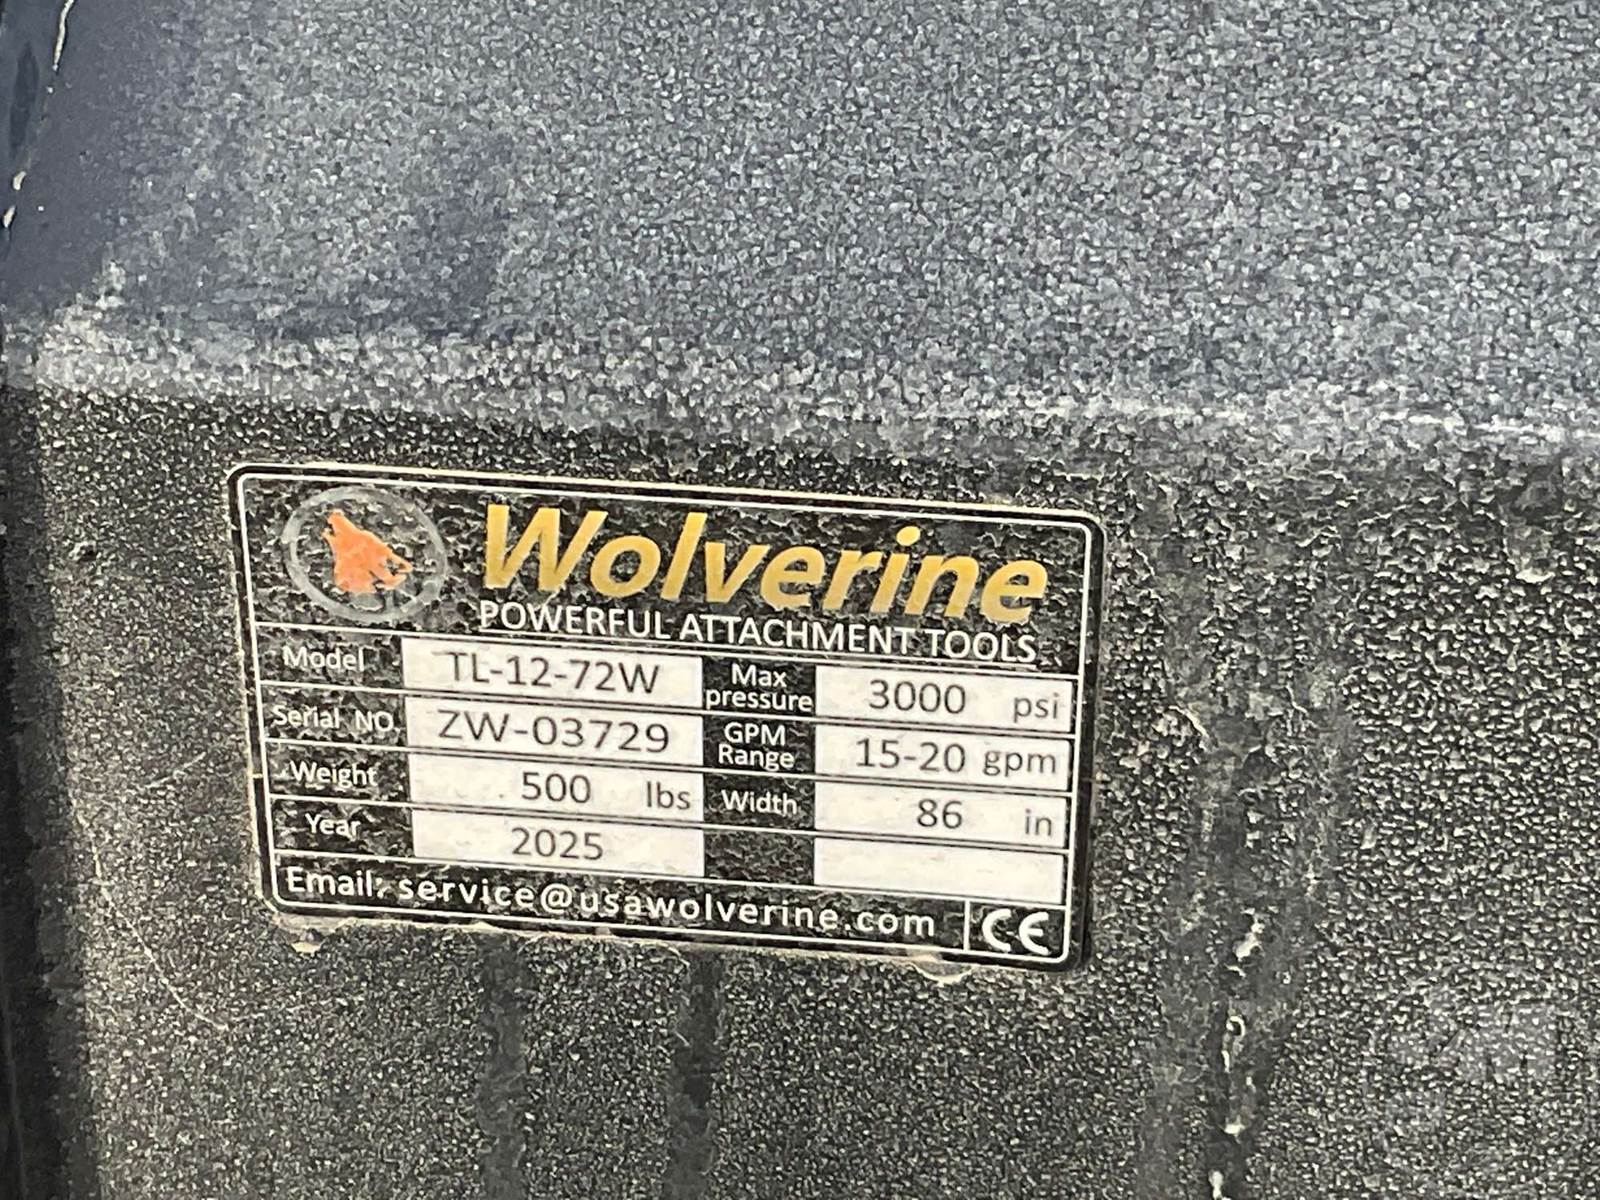 Wolverine
POWERFUL ATTACHMENT TOOLS
Model TL-12-72W Max pressure 3000 psi
Serial NO. ZW-03729 GPM Range 15-20 gpm
Weight 500 lbs Width 86 in
Year 2025
Email: service@usawolverine.com CE